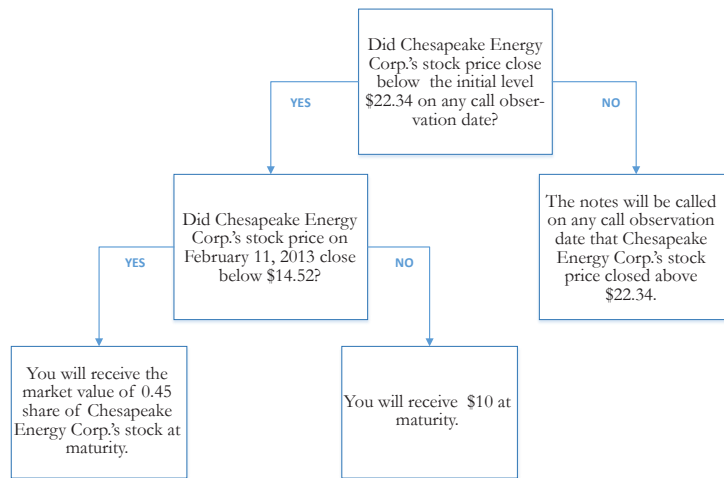 Did Chesapeake Energy
Corp.'s stock price close
below the initial level
$22.34 on any call obser-
vation date?
YES
NO
Did Chesapeake Energy
Corp.'s stock price on
February 11, 2013 close
below $14.52?
The notes will be called
on any call observation
date that Chesapeake
Energy Corp.'s stock
price closed above
$22.34.
YES
NO
You will receive the
market value of 0.45
share of Chesapeake
Energy Corp.'s stock at
maturity.
You will receive $10 at
maturity.